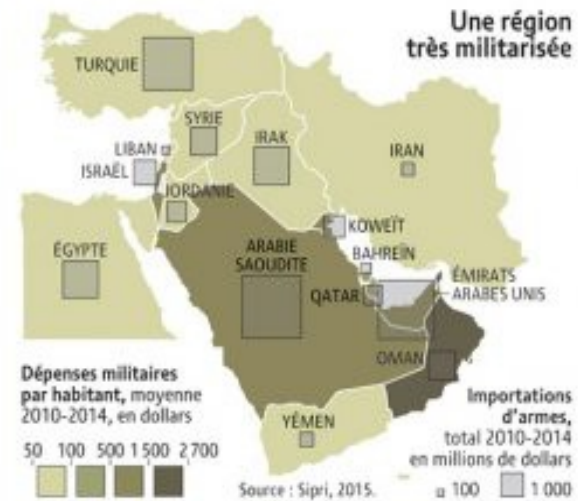 Une région
très militarisée
TURQUIE
SYRIE
LIBAN
IRAK
IRAN
ISRAËL
JORDANIE
KOWEÏT
ÉGYPTE
ARABIE
SAOUDITE
BAHREÏN
QATAR
ÉMIRATS
ARABES UNIS
OMAN
YÉMEN
Dépenses militaires
par habitant, moyenne
2010-2014, en dollars
50 100 500 1 500 2 700
Importations
d'armes,
total 2010-2014
en millions de dollars
100 1 000
Source : Sipri, 2015.